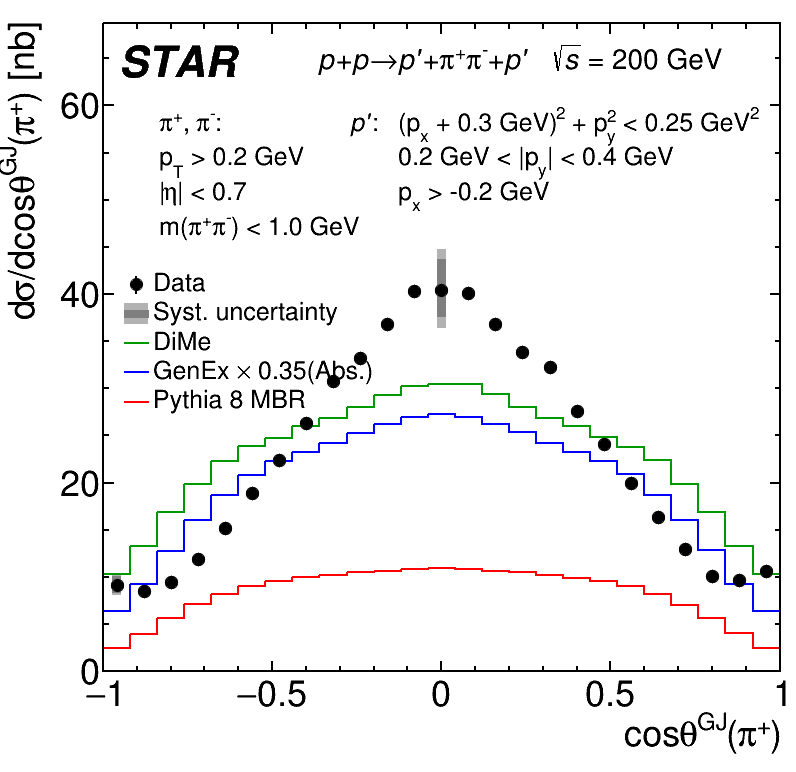 dσ/dcosθ^GJ(π⁺) [nb]
STAR p+p→p′+π⁺π⁻+p′ √s = 200 GeV
π⁺, π⁻: p′: (p_x + 0.3 GeV)² + p_y² < 0.25 GeV²
p_T > 0.2 GeV 0.2 GeV < |p_y| < 0.4 GeV
|η| < 0.7 p_x > -0.2 GeV
m(π⁺π⁻) < 1.0 GeV
Data
Syst. uncertainty
DiMe
GenEx × 0.35(Abs.)
Pythia 8 MBR
60
40
20
0
−1 −0.5 0 0.5 1
cosθ^GJ(π⁺)